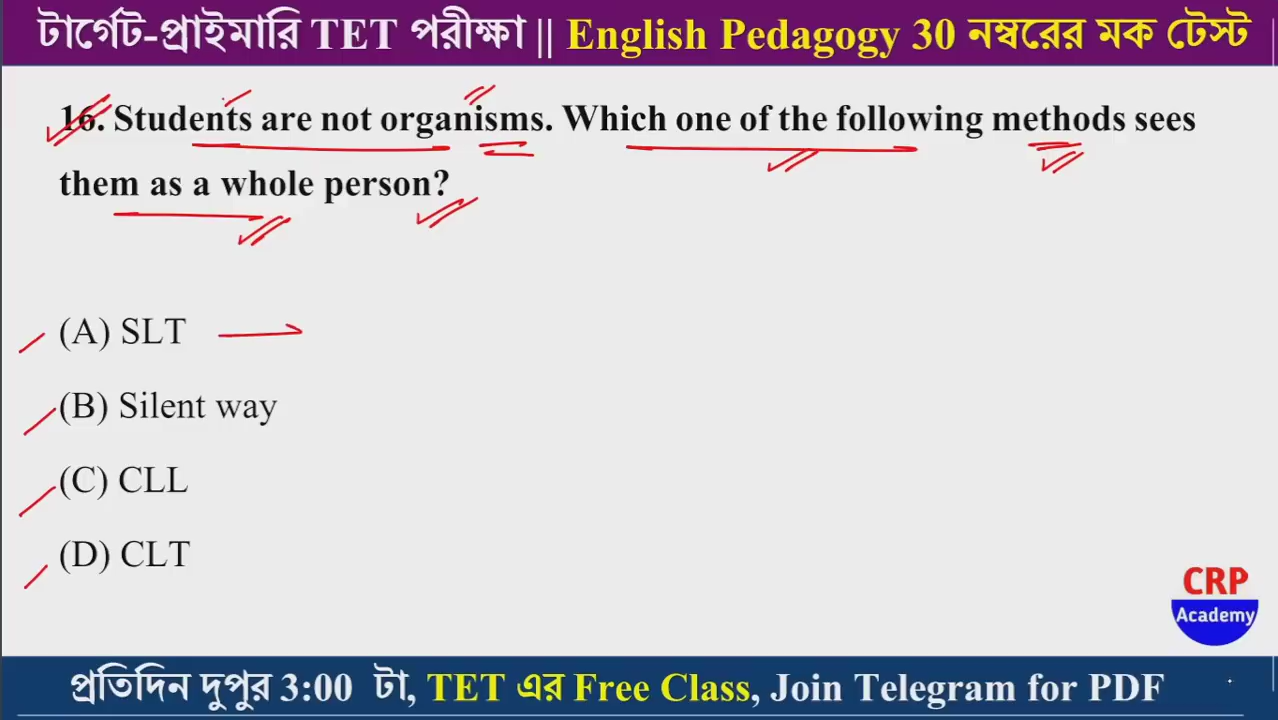 টার্গেট-প্রাইমারি TET পরীক্ষা || English Pedagogy 30 নম্বরের মক টেস্ট
16. Students are not organisms. Which one of the following methods sees
them as a whole person?
(A) SLT
(B) Silent way
(C) CLL
(D) CLT
CRP
Academy
প্রতিদিন দুপুর 3:00 টা, TET এর Free Class, Join Telegram for PDF